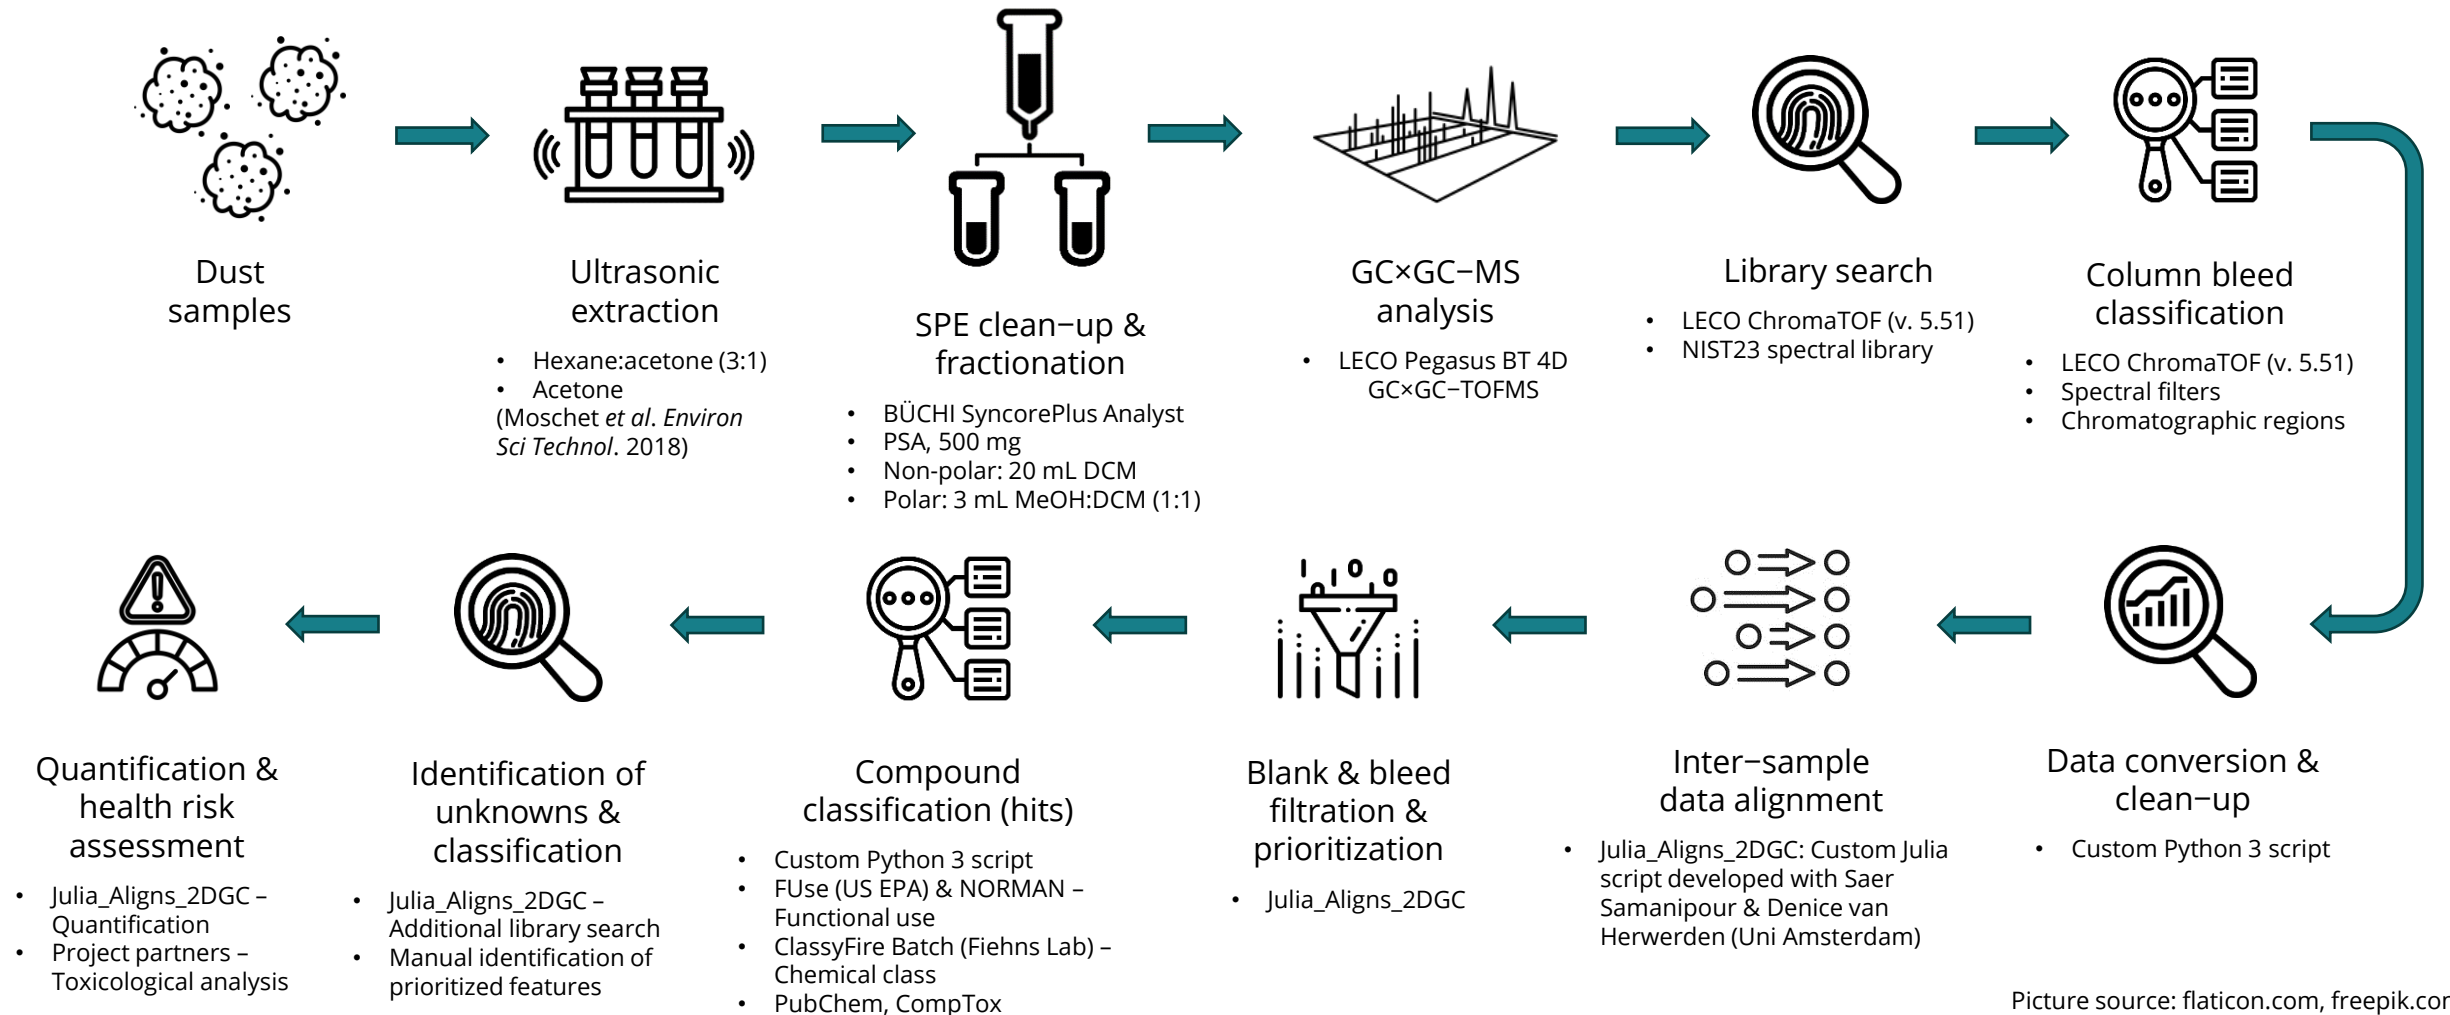 Dust
samples
Ultrasonic
extraction
• Hexane:acetone (3:1)
• Acetone
(Moschet et al. Environ
Sci Technol. 2018)
SPE clean−up &
fractionation
• BÜCHI SyncorePlus Analyst
• PSA, 500 mg
• Non-polar: 20 mL DCM
• Polar: 3 mL MeOH:DCM (1:1)
GC×GC−MS
analysis
• LECO Pegasus BT 4D
GC×GC−TOFMS
Library search
• LECO ChromaTOF (v. 5.51)
• NIST23 spectral library
Column bleed
classification
• LECO ChromaTOF (v. 5.51)
• Spectral filters
• Chromatographic regions
Data conversion &
clean−up
• Custom Python 3 script
Inter−sample
data alignment
• Julia_Aligns_2DGC: Custom Julia
script developed with Saer
Samanipour & Denice van
Herwerden (Uni Amsterdam)
Blank & bleed
filtration &
prioritization
• Julia_Aligns_2DGC
Compound
classification (hits)
• Custom Python 3 script
• FUse (US EPA) & NORMAN –
Functional use
• ClassyFire Batch (Fiehns Lab) –
Chemical class
• PubChem, CompTox
Identification of
unknowns &
classification
• Julia_Aligns_2DGC –
Additional library search
• Manual identification of
prioritized features
Quantification &
health risk
assessment
• Julia_Aligns_2DGC –
Quantification
• Project partners –
Toxicological analysis
Picture source: flaticon.com, freepik.com